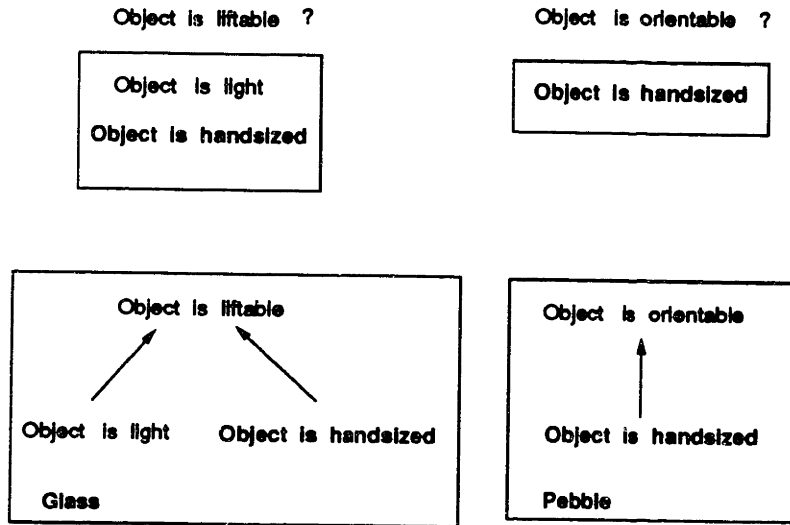 Object is liftable ?
Object is light
Object is handsized
Object is orientable ?
Object is handsized
Object is liftable
Object is light Object is handsized
Glass
Object is orientable
Object is handsized
Pebble